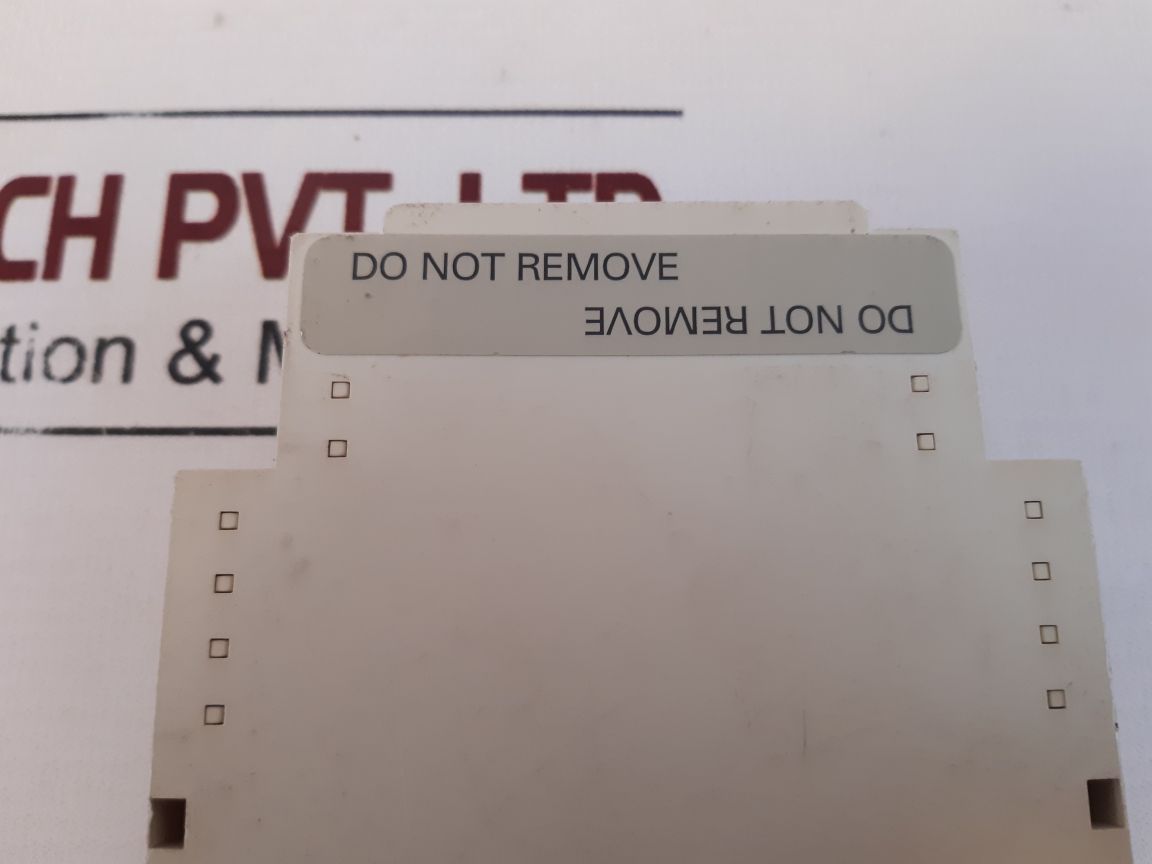 CH PVT. LTD
tion &
DO NOT REMOVE
DO NOT REMOVE